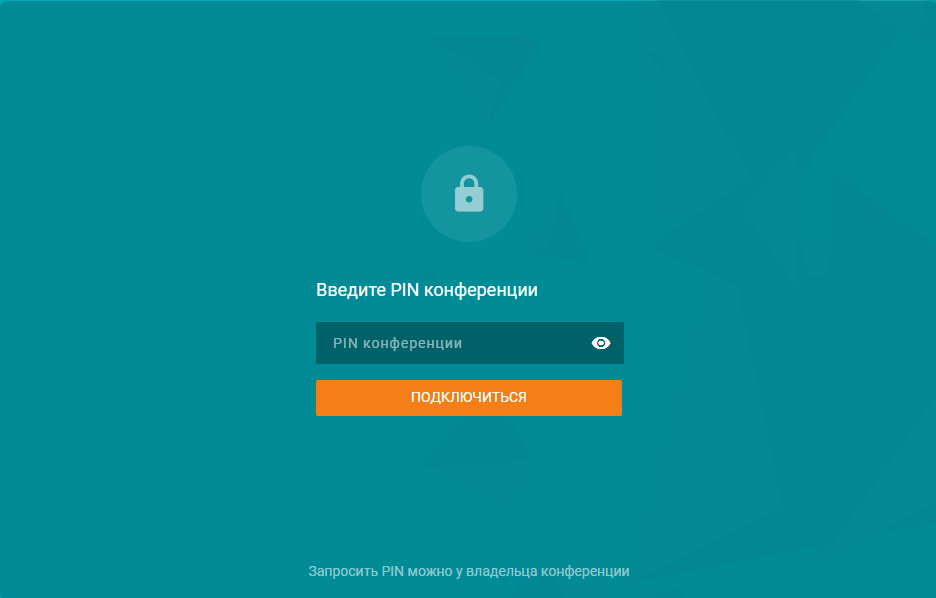 Введите PIN конференции
PIN конференции
ПОДКЛЮЧИТЬСЯ
Запросить PIN можно у владельца конференции